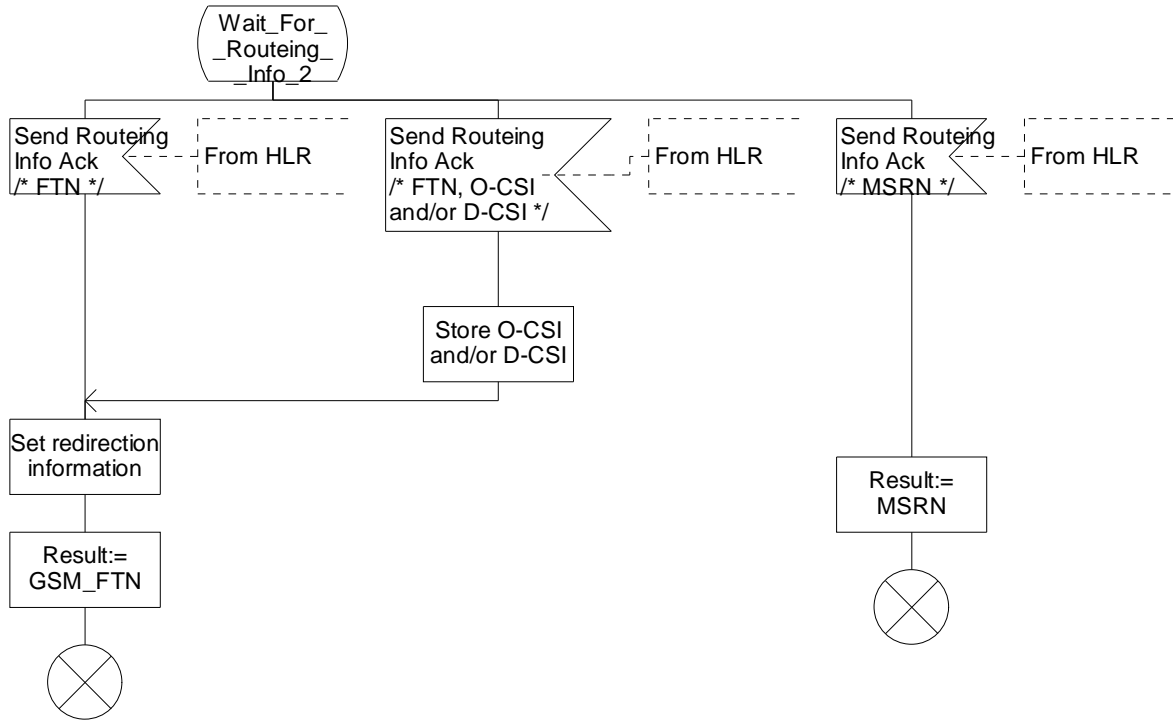 Wait_For_
_Routeing_
_Info_2
Send Routeing
Info Ack
/* FTN */
From HLR
Send Routeing
Info Ack
/* FTN, O-CSI
and/or D-CSI */
From HLR
Send Routeing
Info Ack
/* MSRN */
From HLR
Store O-CSI
and/or D-CSI
Set redirection
information
Result:=
MSRN
Result:=
GSM_FTN